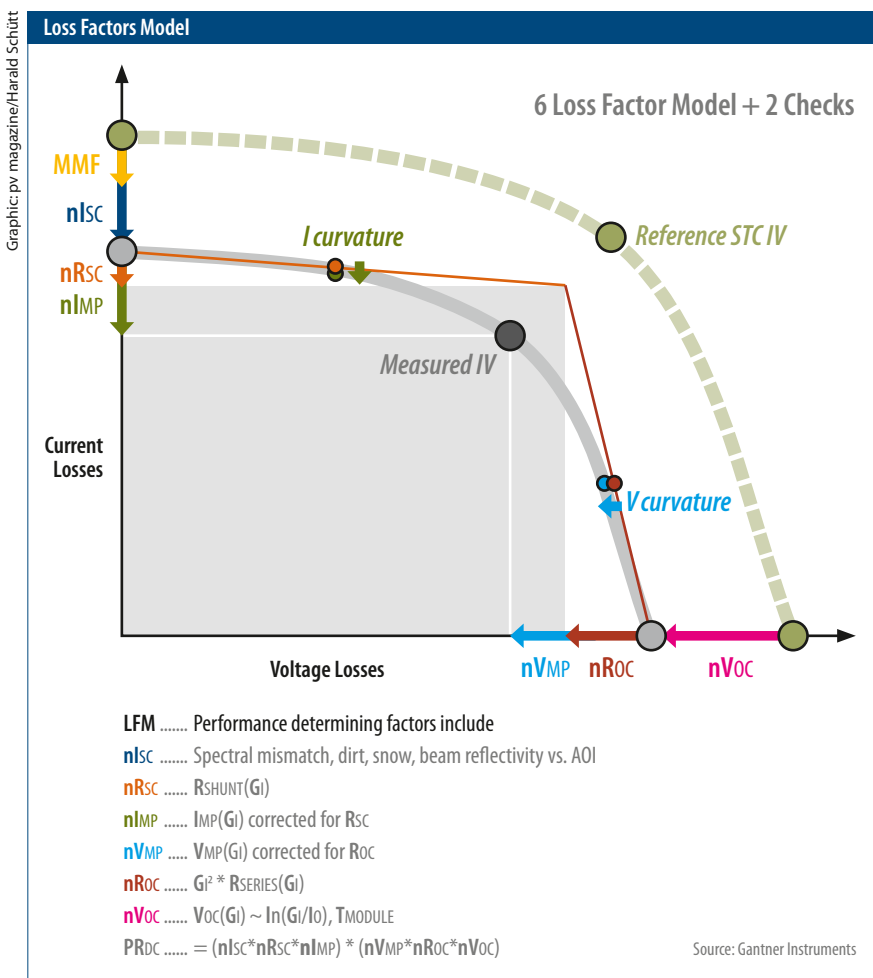 Graphic: pv magazine/Harald Schütt
Loss Factors Model
6 Loss Factor Model + 2 Checks
MMF
nISC
I curvature
Reference STC IV
nRSC
nIMP
Measured IV
Current
Losses
V curvature
Voltage Losses
nVMP nROC nVOC
LFM ....... Performance determining factors include
nISC ....... Spectral mismatch, dirt, snow, beam reflectivity vs. AOI
nRSC ...... RSHUNT(GI)
nIMP ...... IMP(GI) corrected for RSC
nVMP ..... VMP(GI) corrected for ROC
nROC ...... GI² * RSERIES(GI)
nVOC ...... VOC(GI) ~ ln(GI/I0), TMODULE
PRDC ...... = (nISC*nRSC*nIMP) * (nVMP*nROC*nVOC)
Source: Gantner Instruments